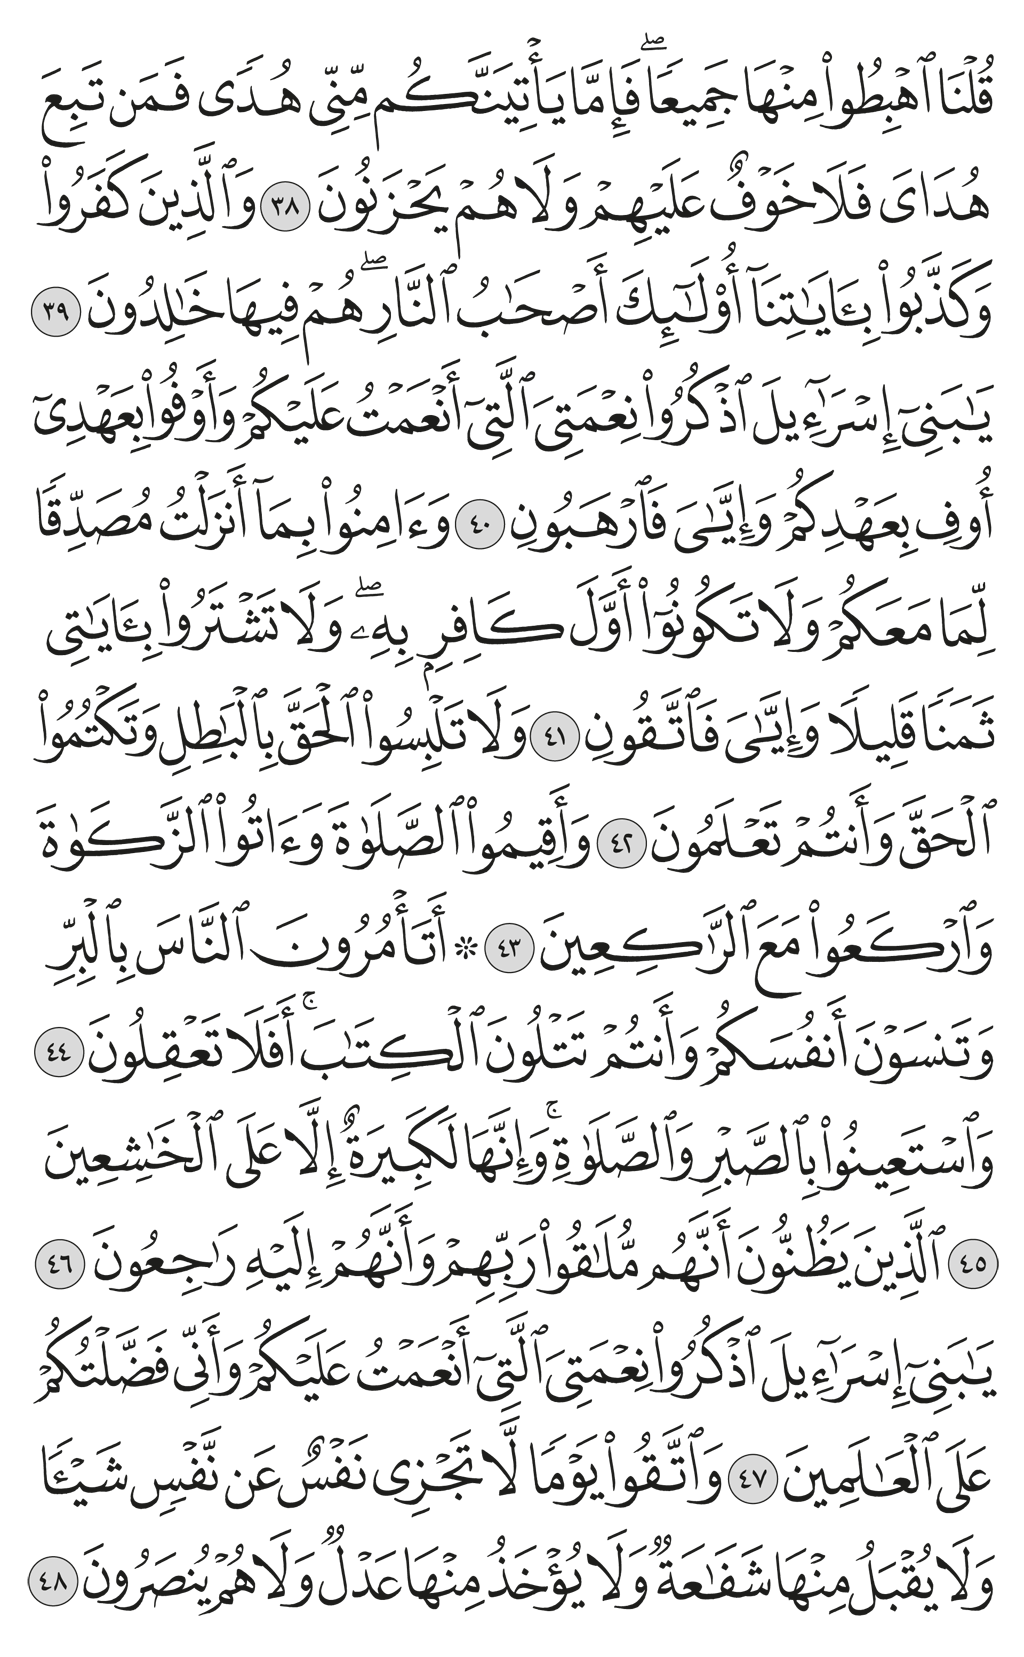 قُلۡنَا ٱهۡبِطُواْ مِنۡهَا جَمِيعٗاۖ فَإِمَّا يَأۡتِيَنَّكُم مِّنِّي هُدٗى فَمَن تَبِعَ
هُدَايَ فَلَا خَوۡفٌ عَلَيۡهِمۡ وَلَا هُمۡ يَحۡزَنُونَ ٣٨ وَٱلَّذِينَ كَفَرُواْ
وَكَذَّبُواْ بِـَٔايَٰتِنَآ أُوْلَٰٓئِكَ أَصۡحَٰبُ ٱلنَّارِۖ هُمۡ فِيهَا خَٰلِدُونَ ٣٩
يَٰبَنِيٓ إِسۡرَٰٓءِيلَ ٱذۡكُرُواْ نِعۡمَتِيَ ٱلَّتِيٓ أَنۡعَمۡتُ عَلَيۡكُمۡ وَأَوۡفُواْ بِعَهۡدِيٓ
أُوفِ بِعَهۡدِكُمۡ وَإِيَّٰيَ فَٱرۡهَبُونِ ٤٠ وَءَامِنُواْ بِمَآ أَنزَلۡتُ مُصَدِّقٗا
لِّمَا مَعَكُمۡ وَلَا تَكُونُوٓاْ أَوَّلَ كَافِرِۭ بِهِۦۖ وَلَا تَشۡتَرُواْ بِـَٔايَٰتِي
ثَمَنٗا قَلِيلٗا وَإِيَّٰيَ فَٱتَّقُونِ ٤١ وَلَا تَلۡبِسُواْ ٱلۡحَقَّ بِٱلۡبَٰطِلِ وَتَكۡتُمُواْ
ٱلۡحَقَّ وَأَنتُمۡ تَعۡلَمُونَ ٤٢ وَأَقِيمُواْ ٱلصَّلَوٰةَ وَءَاتُواْ ٱلزَّكَوٰةَ
وَٱرۡكَعُواْ مَعَ ٱلرَّٰكِعِينَ ٤٣ ۞ أَتَأۡمُرُونَ ٱلنَّاسَ بِٱلۡبِرِّ
وَتَنسَوۡنَ أَنفُسَكُمۡ وَأَنتُمۡ تَتۡلُونَ ٱلۡكِتَٰبَۚ أَفَلَا تَعۡقِلُونَ ٤٤
وَٱسۡتَعِينُواْ بِٱلصَّبۡرِ وَٱلصَّلَوٰةِۚ وَإِنَّهَا لَكَبِيرَةٌ إِلَّا عَلَى ٱلۡخَٰشِعِينَ
٤٥ ٱلَّذِينَ يَظُنُّونَ أَنَّهُم مُّلَٰقُواْ رَبِّهِمۡ وَأَنَّهُمۡ إِلَيۡهِ رَٰجِعُونَ ٤٦
يَٰبَنِيٓ إِسۡرَٰٓءِيلَ ٱذۡكُرُواْ نِعۡمَتِيَ ٱلَّتِيٓ أَنۡعَمۡتُ عَلَيۡكُمۡ وَأَنِّي فَضَّلۡتُكُمۡ
عَلَى ٱلۡعَٰلَمِينَ ٤٧ وَٱتَّقُواْ يَوۡمٗا لَّا تَجۡزِي نَفۡسٌ عَن نَّفۡسٖ شَيۡـٔٗا
وَلَا يُقۡبَلُ مِنۡهَا شَفَٰعَةٞ وَلَا يُؤۡخَذُ مِنۡهَا عَدۡلٞ وَلَا هُمۡ يُنصَرُونَ ٤٨